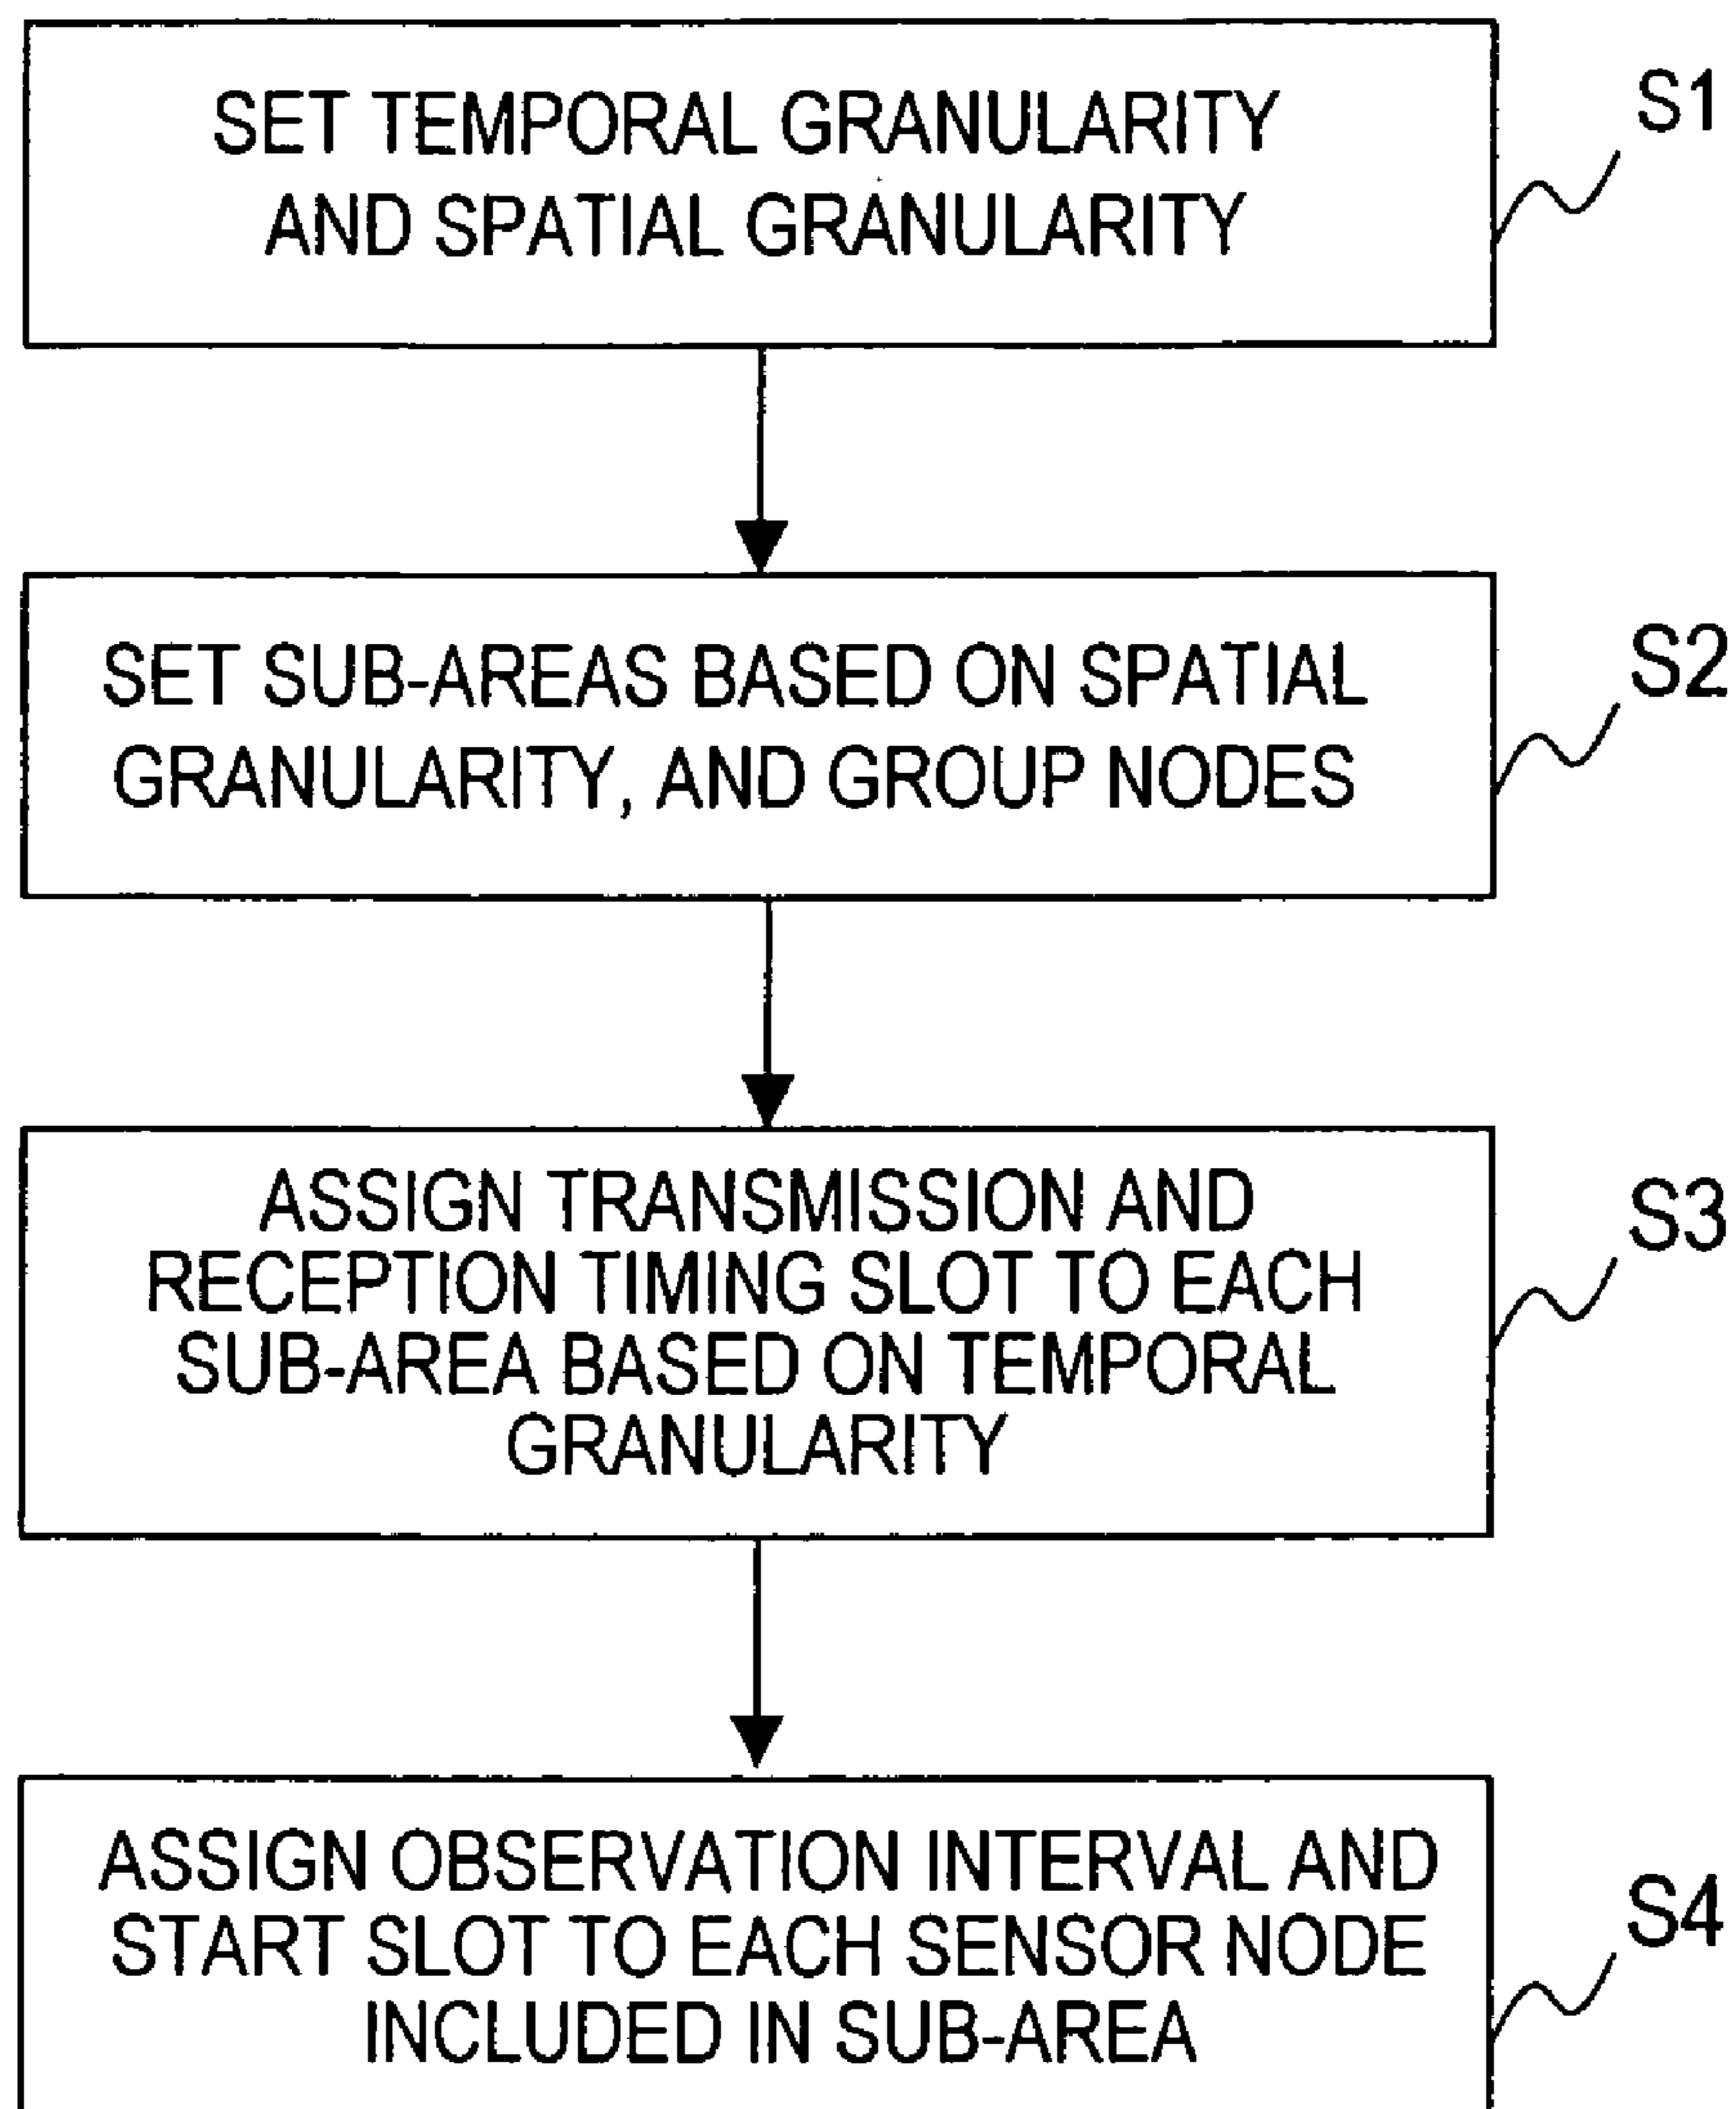 SET TEMPORAL GRANULARITY
AND SPATIAL GRANULARITY
S1
SET SUB-AREAS BASED ON SPATIAL
GRANULARITY, AND GROUP NODES
S2
ASSIGN TRANSMISSION AND
RECEPTION TIMING SLOT TO EACH
SUB-AREA BASED ON TEMPORAL
GRANULARITY
S3
ASSIGN OBSERVATION INTERVAL AND
START SLOT TO EACH SENSOR NODE
INCLUDED IN SUB-AREA
S4